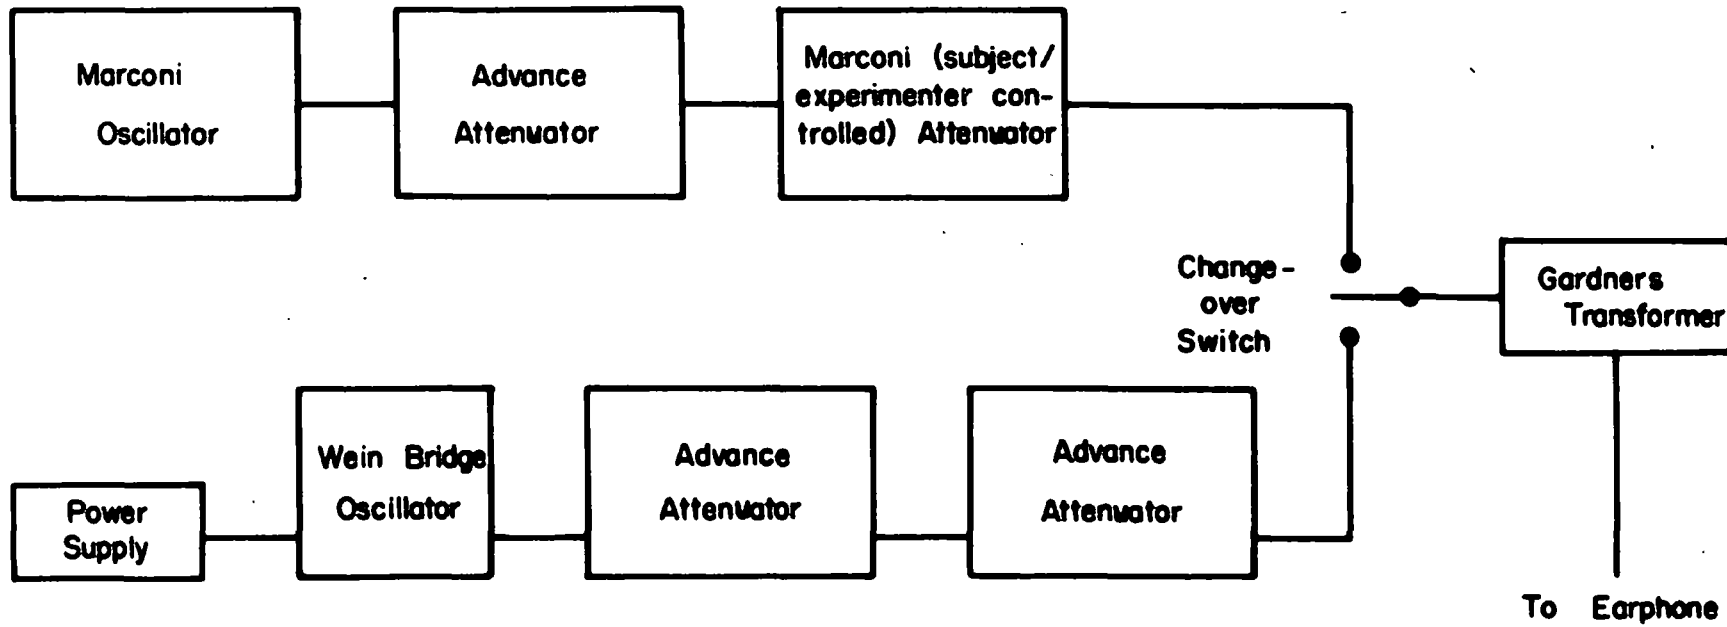 Marconi
Oscillator
Advance
Attenuator
Marconi (subject/
experimenter con-
trolled) Attenuator
Change-
over
Switch
Gardners
Transformer
Power
Supply
Wein Bridge
Oscillator
Advance
Attenuator
Advance
Attenuator
To Earphone